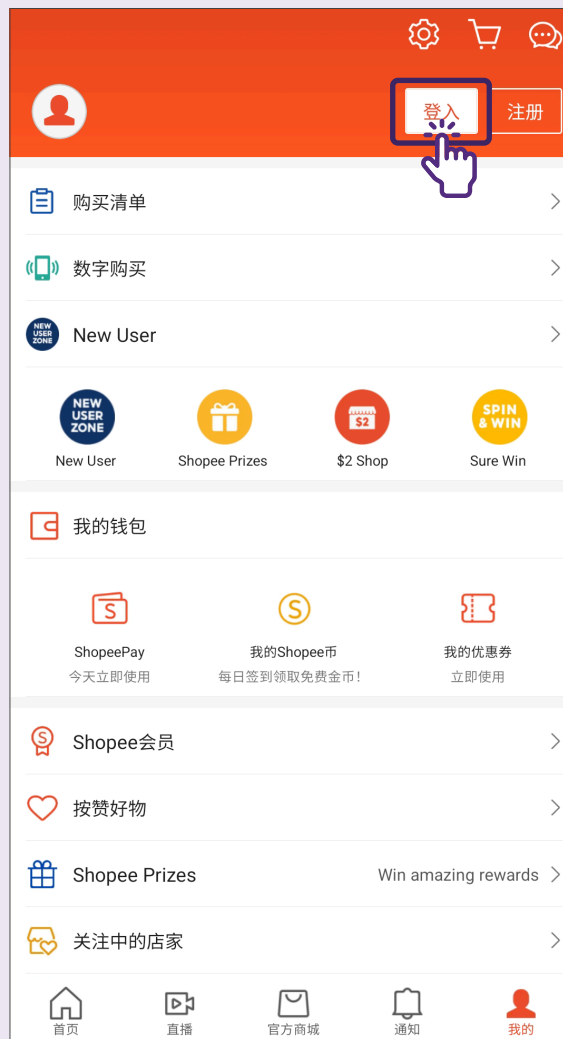 登入
注册
购买清单
数字购买
NEW
USER
ZONE
New User
NEW
USER
ZONE
$2
SPIN
& WIN
New User
Shopee Prizes
$2 Shop
Sure Win
我的钱包
S
S
ShopeePay
我的Shopee币
我的优惠券
今天立即使用
每日签到领取免费金币！
立即使用
S
Shopee会员
按赞好物
Shopee Prizes
Win amazing rewards
关注中的店家
首页
直播
官方商城
通知
我的